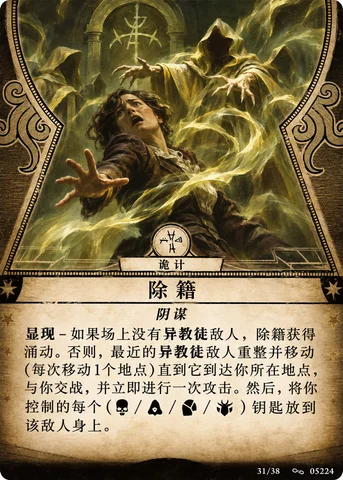 诡计
除籍
阴谋
显现 – 如果场上没有异教徒敌人，除籍获得
涌动。否则，最近的异教徒敌人重整并移动
（每次移动1个地点）直到它到达你所在地点，
与你交战，并立即进行一次攻击。然后，将你
控制的每个（ / / / ）钥匙放到
该敌人身上。
31/38 05224